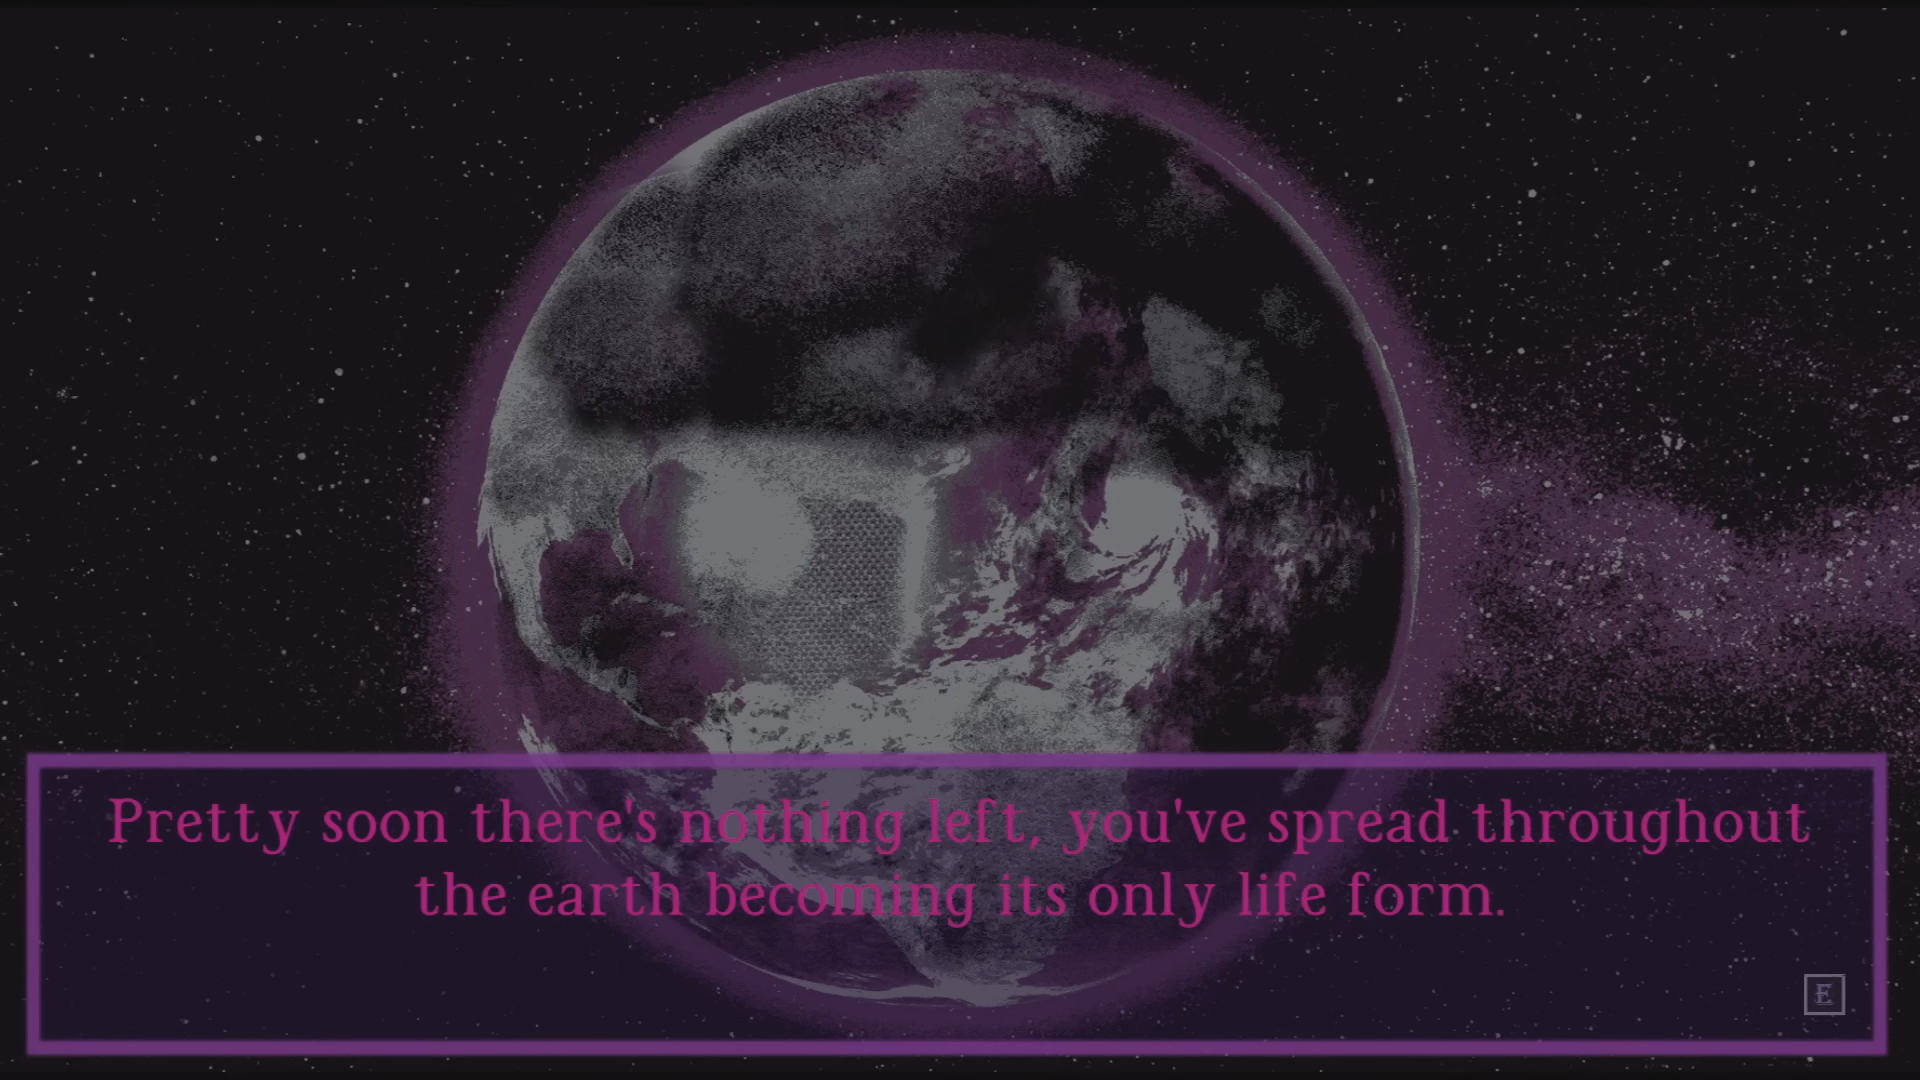 Pretty soon there's nothing left, you've spread throughout
the earth becoming its only life form.
E